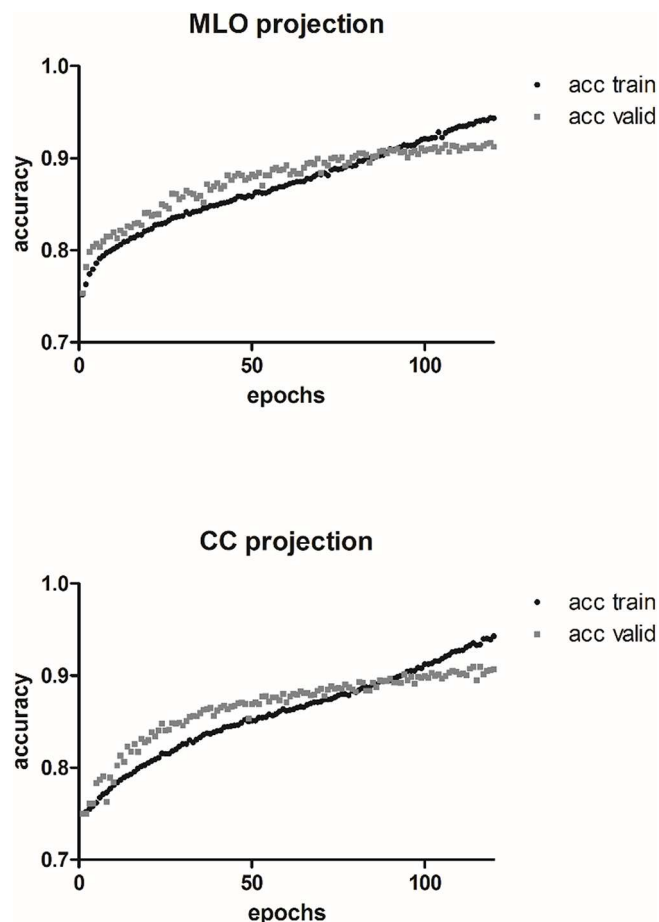 MLO projection
1.0
acc train
acc valid
0.9
accuracy
0.8
0.7
0
50
100
epochs
CC projection
1.0
acc train
acc valid
0.9
accuracy
0.8
0.7
0
50
100
epochs